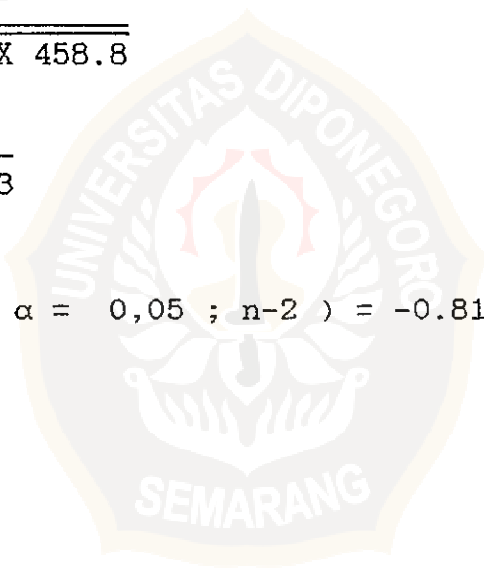 X 458.8
3
α = 0,05 ; n-2 ) = -0.81
UNIVERSITAS DIPONEGORO
SEMARANG